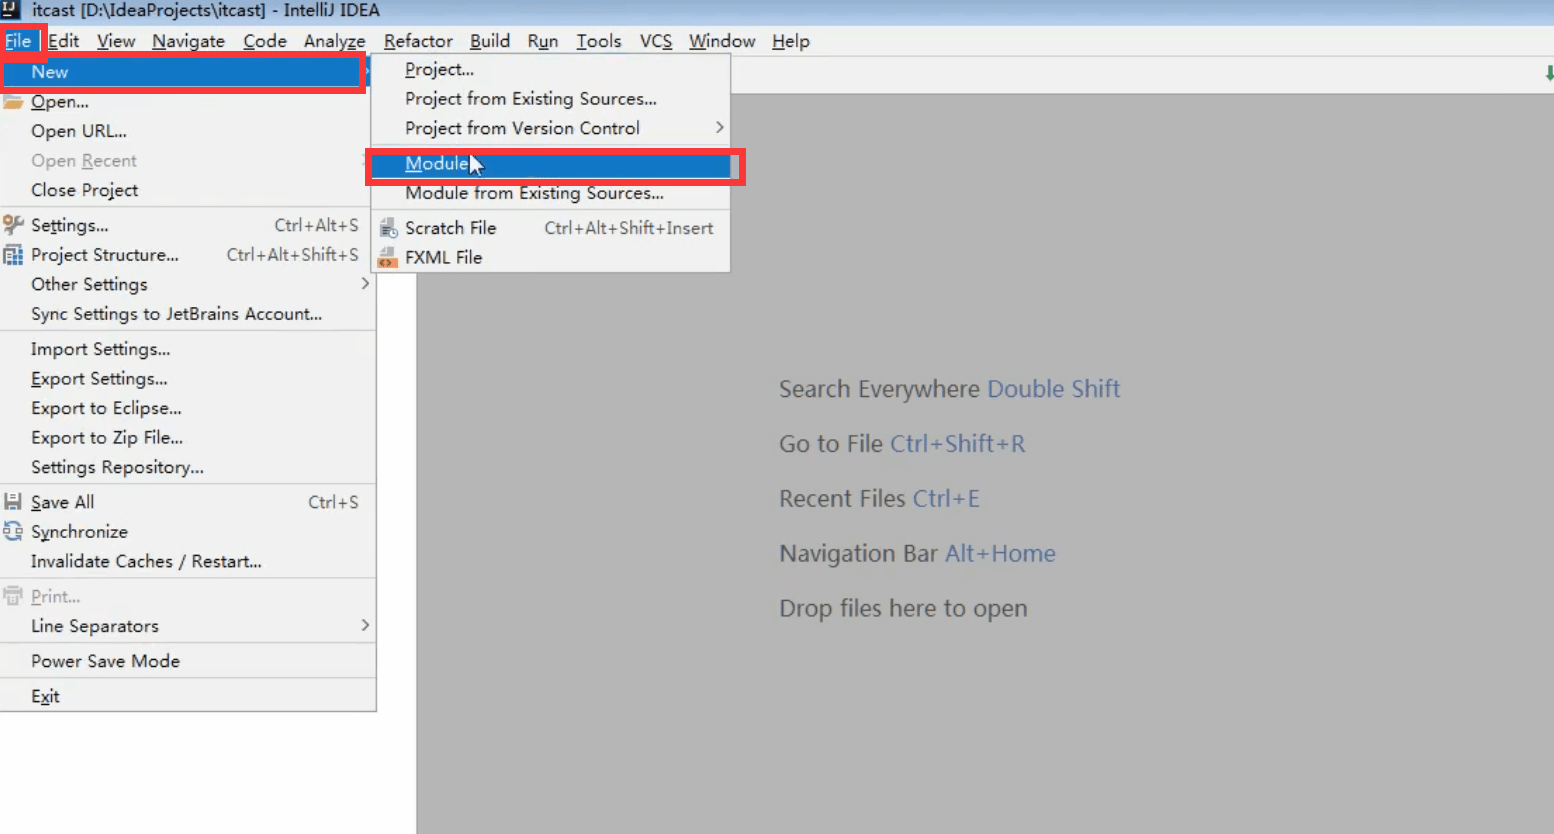 itcast [D:\IdeaProjects\itcast] - IntelliJ IDEA
File Edit View Navigate Code Analyze Refactor Build Run Tools VCS Window Help
New
Open...
Open URL...
Open Recent
Close Project
Settings... Ctrl+Alt+S
Project Structure... Ctrl+Alt+Shift+S
Other Settings
Sync Settings to JetBrains Account...
Import Settings...
Export Settings...
Export to Eclipse...
Export to Zip File...
Settings Repository...
Save All Ctrl+S
Synchronize
Invalidate Caches / Restart...
Print...
Line Separators
Power Save Mode
Exit
Project...
Project from Existing Sources...
Project from Version Control
Module
Module from Existing Sources...
Scratch File Ctrl+Alt+Shift+Insert
FXML File
Search Everywhere Double Shift
Go to File Ctrl+Shift+R
Recent Files Ctrl+E
Navigation Bar Alt+Home
Drop files here to open